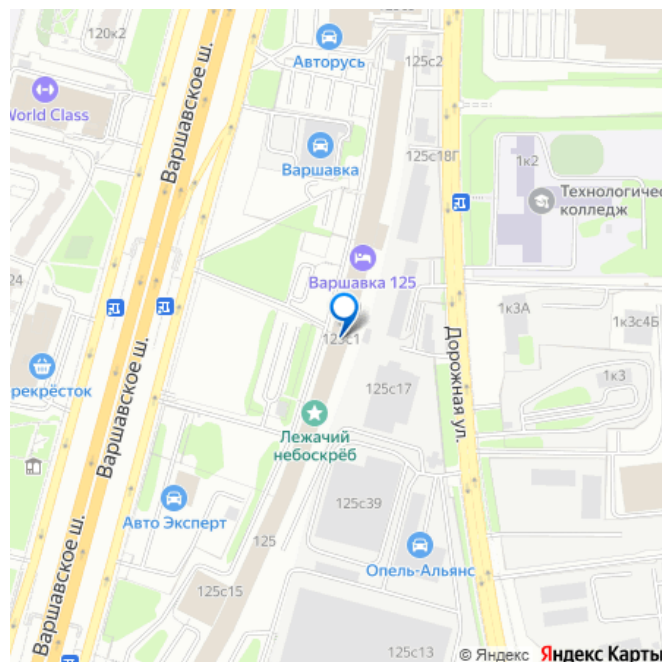 120к2
125с2
Авторусь
World Class
Варшавское ш.
Варшавка
125с18Г
1к2
Технологичес
колледж
Варшавка 125
24
1к3А
1к3с4Б
125с1
Дорожная ул.
рекрёсток
Варшавское ш.
125с17
1к3
Лежачий
небоскрёб
Авто Эксперт
125с39
125
Опель-Альянс
125с15
Варшавское ш.
125с13
© Яндекс Яндекс Карты